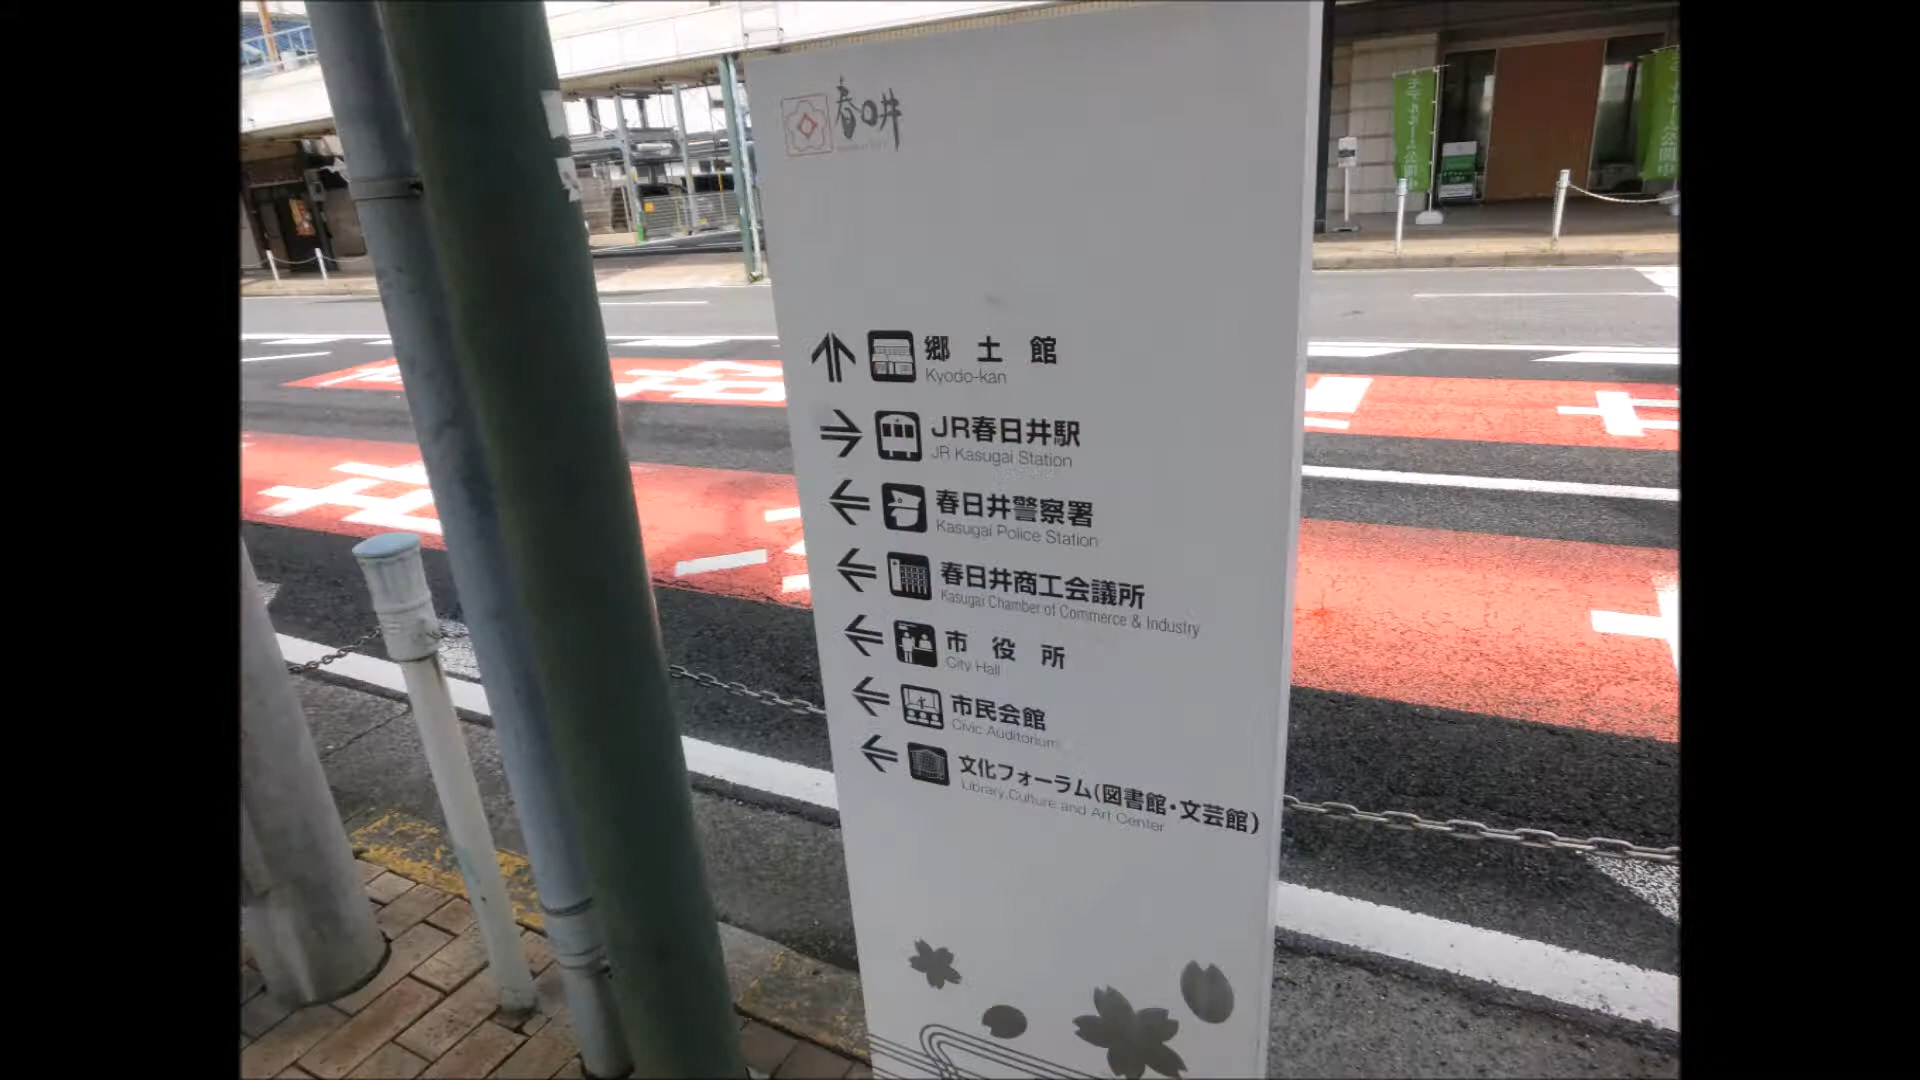 春日井
郷土館
Kyodo-kan
JR春日井駅
JR Kasugai Station
春日井警察署
Kasugai Police Station
春日井商工会議所
Kasugai Chamber of Commerce & Industry
市役所
City Hall
市民会館
Civic Auditorium
文化フォーラム(図書館・文芸館)
Library,Culture and Art Center